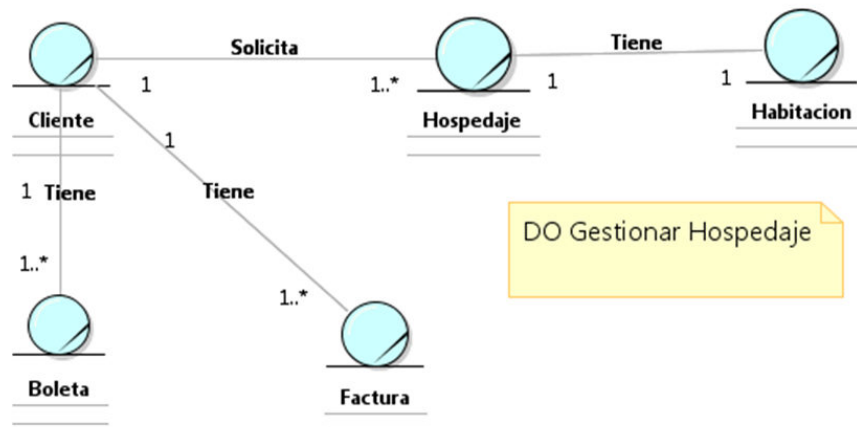 Solicita
Tiene
1
1..*
1
1
Cliente
Hospedaje
Habitacion
1
1 Tiene
Tiene
DO Gestionar Hospedaje
1..*
1..*
Boleta
Factura